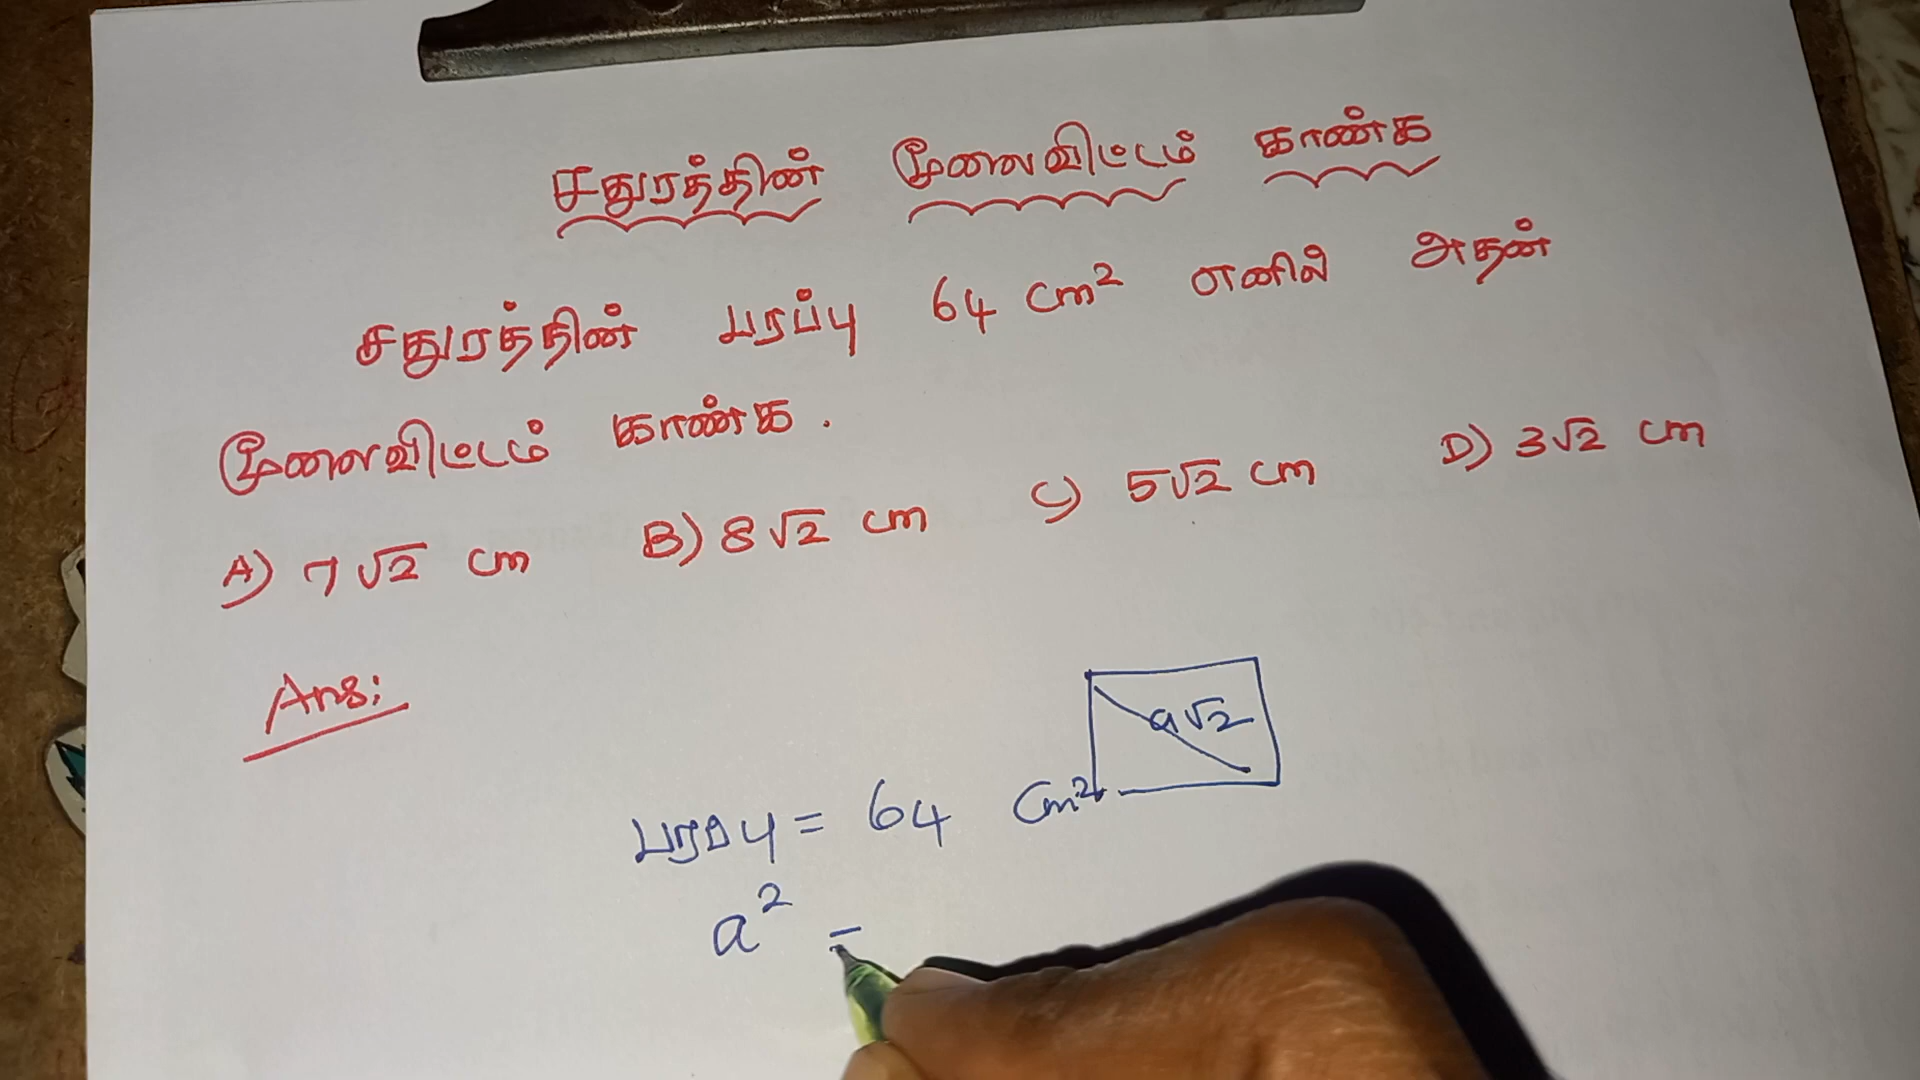 சதுரத்தின் மூலைவிட்டம் காண்க
சதுரத்தின் பரப்பு 64 cm² எனில் அதன்
மூலைவிட்டம் காண்க.
A) 7√2 cm B) 8√2 cm C) 5√2 cm D) 3√2 cm
Ans:
a√2
பரப்பு = 64 cm²
a² =